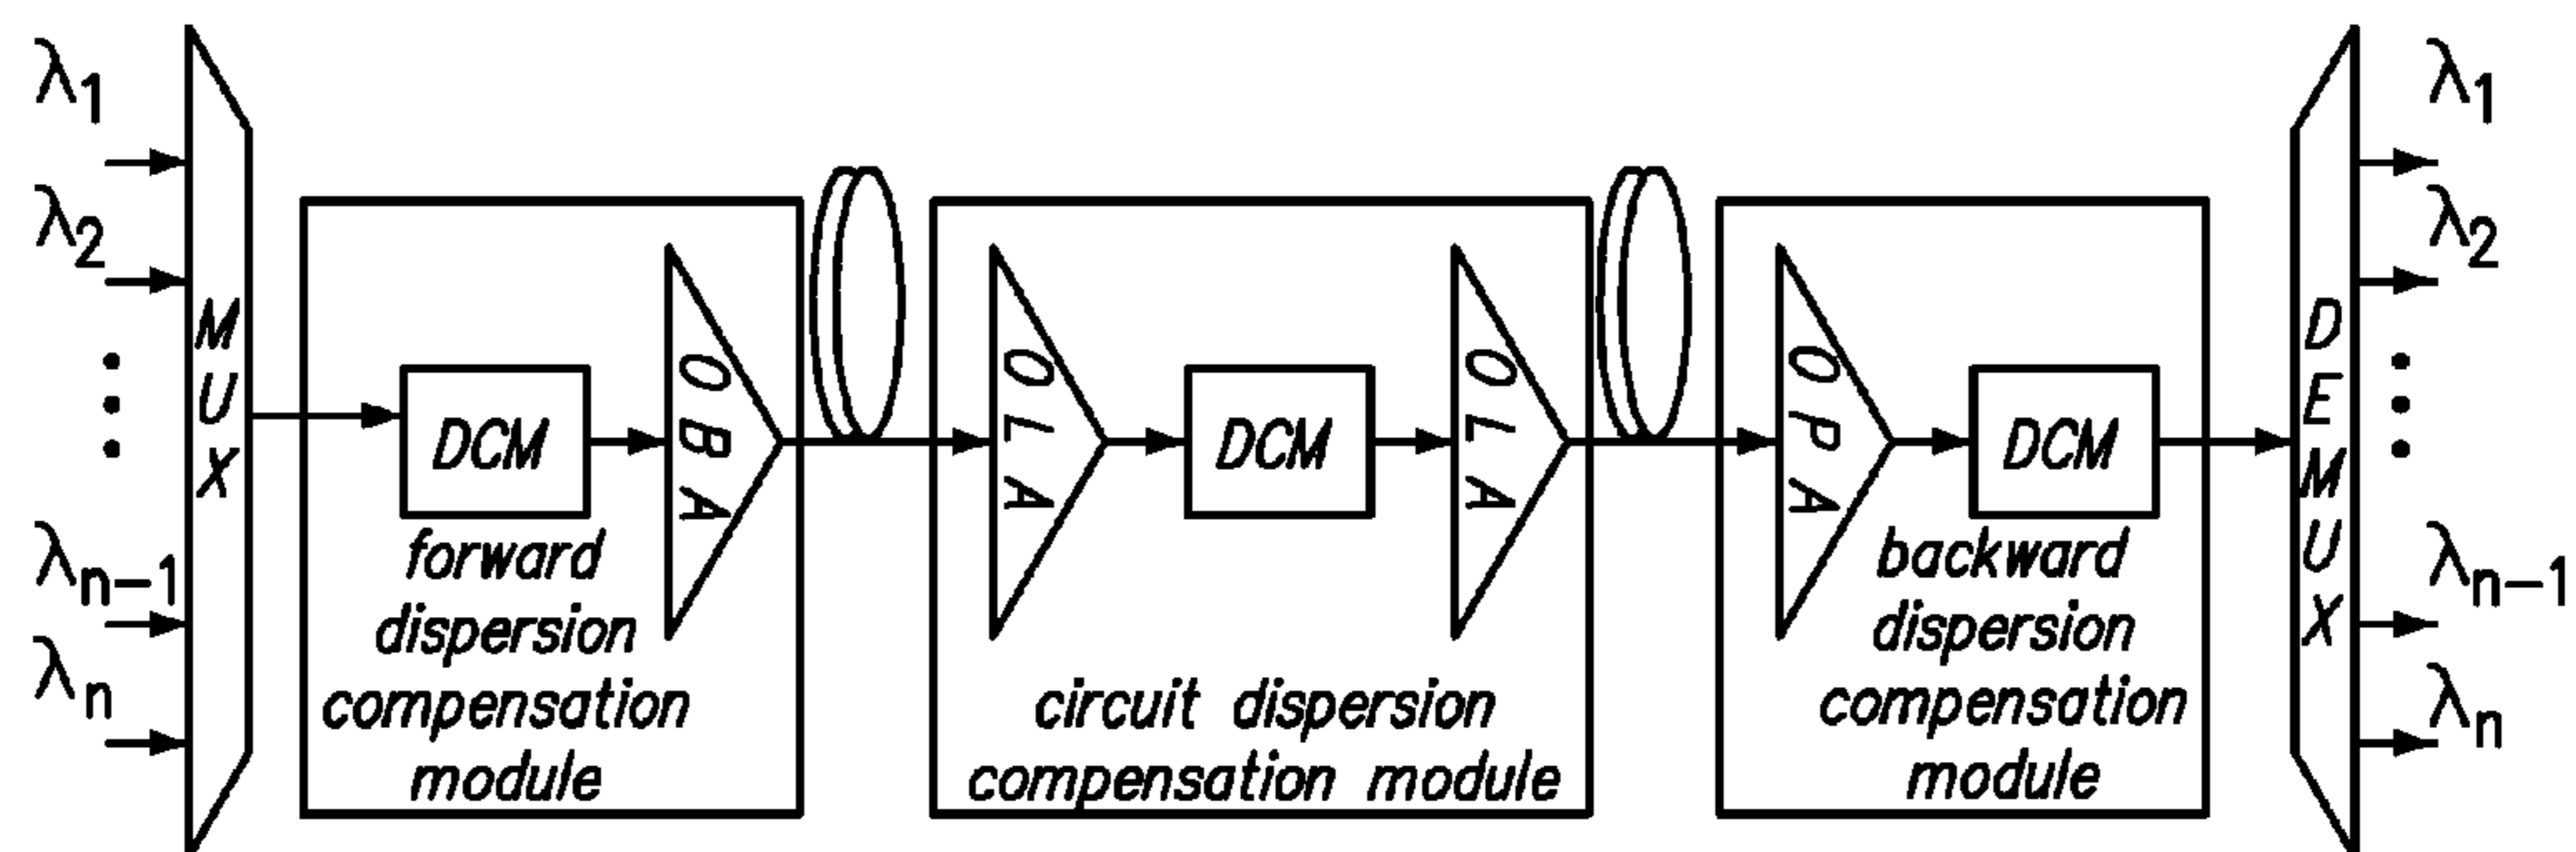 λ1
λ2
λn-1
λn
MUX
DCM
OBA
forward
dispersion
compensation
module
OLA
DCM
OLA
circuit dispersion
compensation module
OPA
DCM
backward
dispersion
compensation
module
DEMUX
λ1
λ2
λn-1
λn